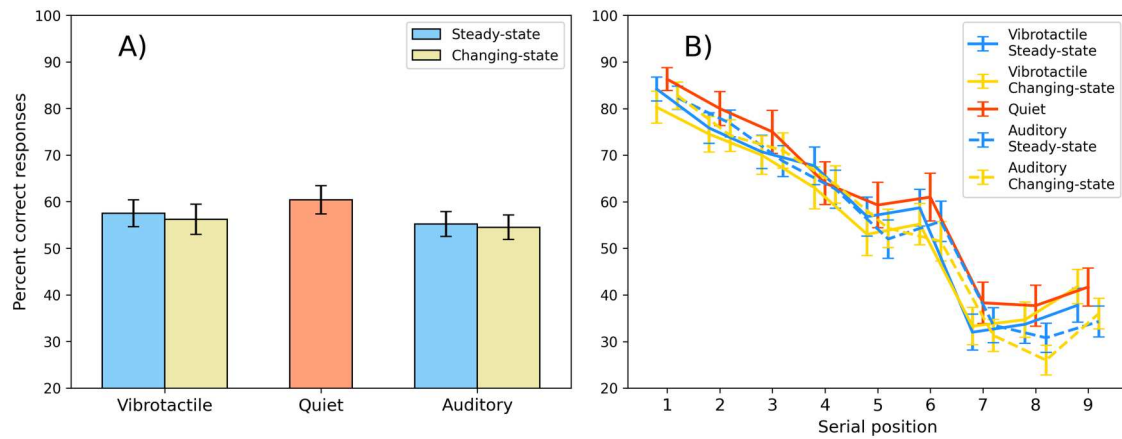 A)
Steady-state
Changing-state
Percent correct responses
100
90
80
70
60
50
40
30
20
Vibrotactile
Quiet
Auditory
B)
Vibrotactile
Steady-state
Vibrotactile
Changing-state
Quiet
Auditory
Steady-state
Auditory
Changing-state
100
90
80
70
60
50
40
30
20
1 2 3 4 5 6 7 8 9
Serial position